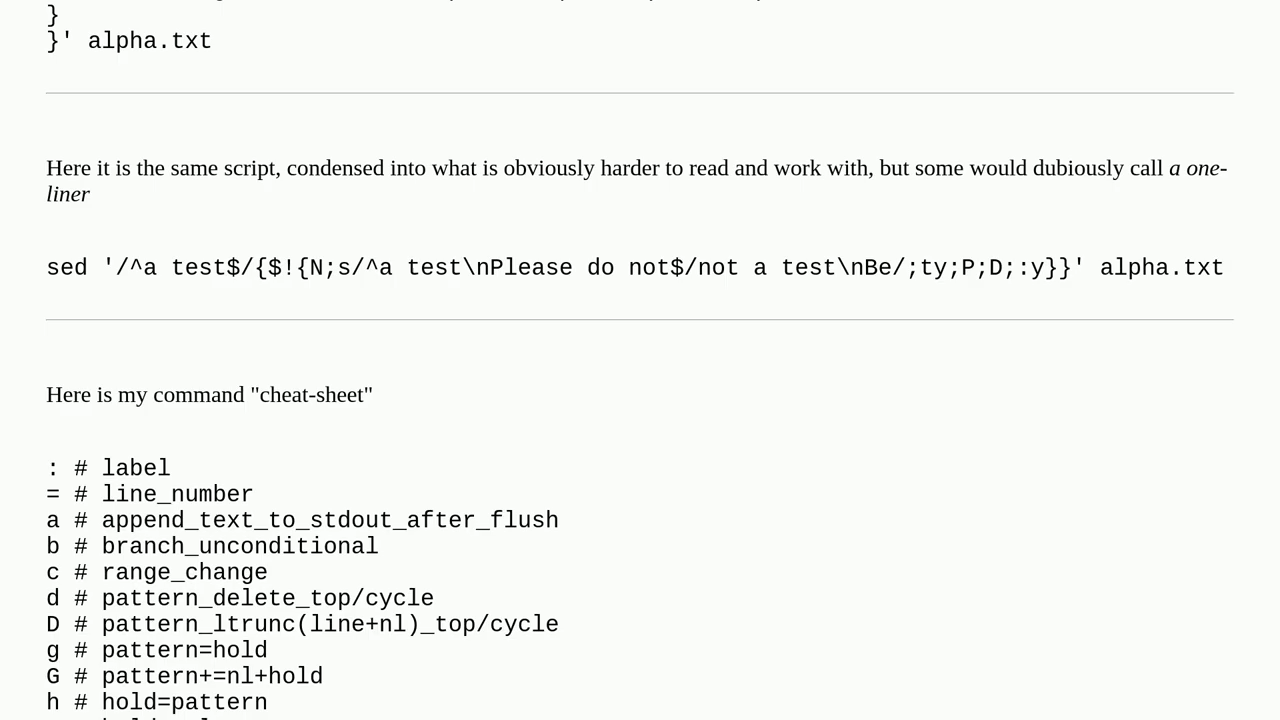 }
}' alpha.txt
Here it is the same script, condensed into what is obviously harder to read and work with, but some would dubiously call a one-
liner
sed '/^a test$/{$!{N;s/^a test\nPlease do not$/not a test\nBe/;ty;P;D;:y}}' alpha.txt
Here is my command "cheat-sheet"
: # label
= # line_number
a # append_text_to_stdout_after_flush
b # branch_unconditional
c # range_change
d # pattern_delete_top/cycle
D # pattern_ltrunc(line+nl)_top/cycle
g # pattern=hold
G # pattern+=nl+hold
h # hold=pattern